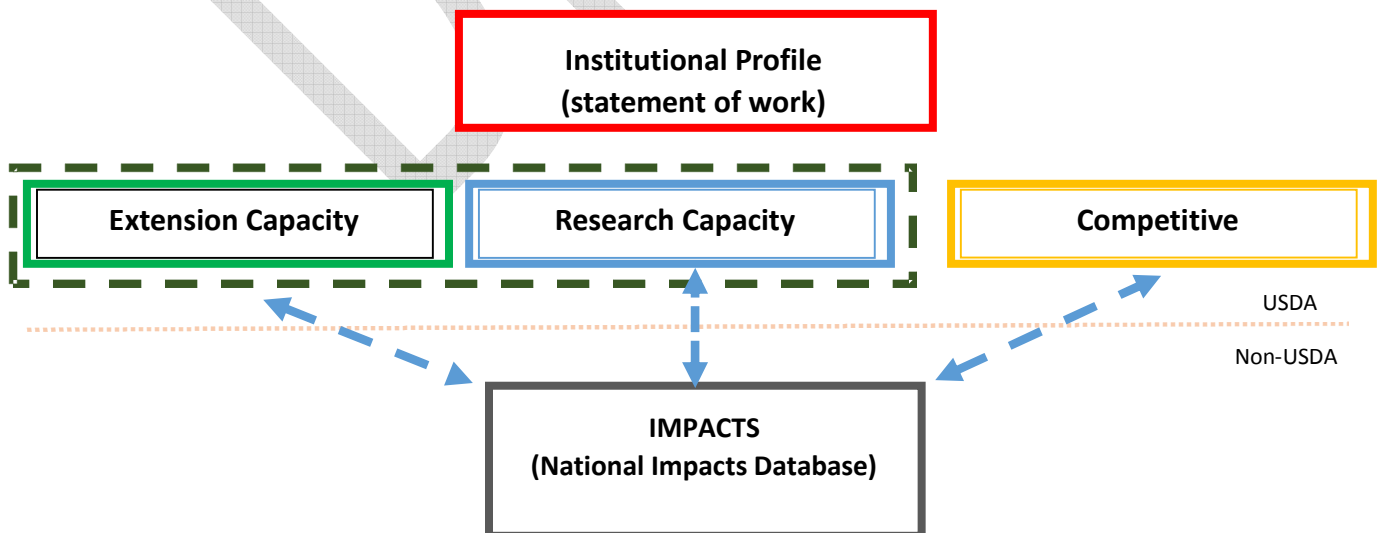 Institutional Profile
(statement of work)
Extension Capacity
Research Capacity
Competitive
USDA
Non-USDA
IMPACTS
(National Impacts Database)